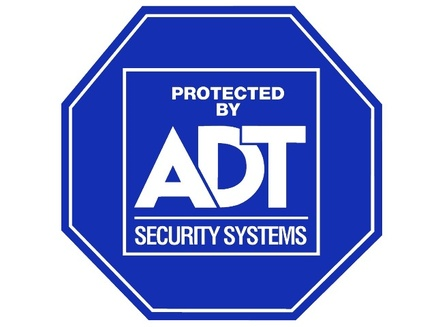 PROTECTED
BY
ADT
SECURITY SYSTEMS